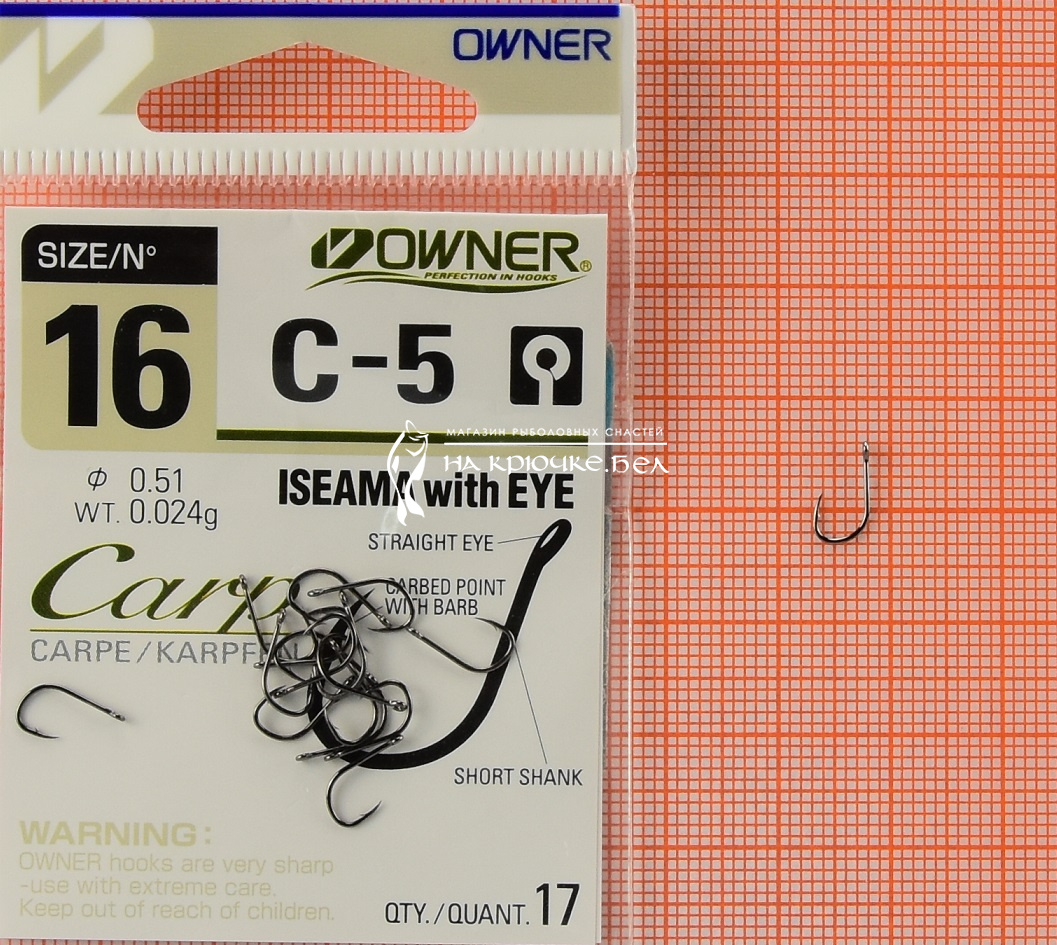 OWNER
SIZE/N°
16
OWNER®
PERFECTION IN HOOKS
C-5
МАГАЗИН РЫБОЛОВНЫХ СНАСТЕЙ
НА КРЮЧКЕ.БЕЛ
φ 0.51
WT. 0.024g
ISEAMA with EYE
STRAIGHT EYE
CARBED POINT
WITH BARB
Carp
CARPE/KARPFEN
SHORT SHANK
WARNING:
OWNER hooks are very sharp
-use with extreme care.
Keep out of reach of children.
QTY./QUANT. 17